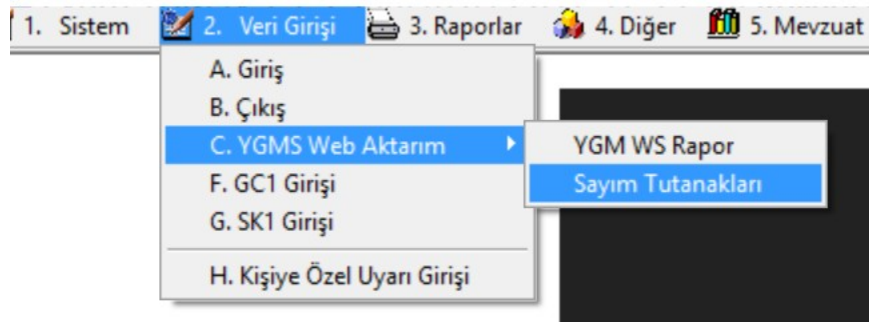 1. Sistem 2. Veri Girişi 3. Raporlar 4. Diğer 5. Mevzuat
A. Giriş
B. Çıkış
C. YGMS Web Aktarım
YGM WS Rapor
F. GC1 Girişi
Sayım Tutanakları
G. SK1 Girişi
H. Kişiye Özel Uyarı Girişi